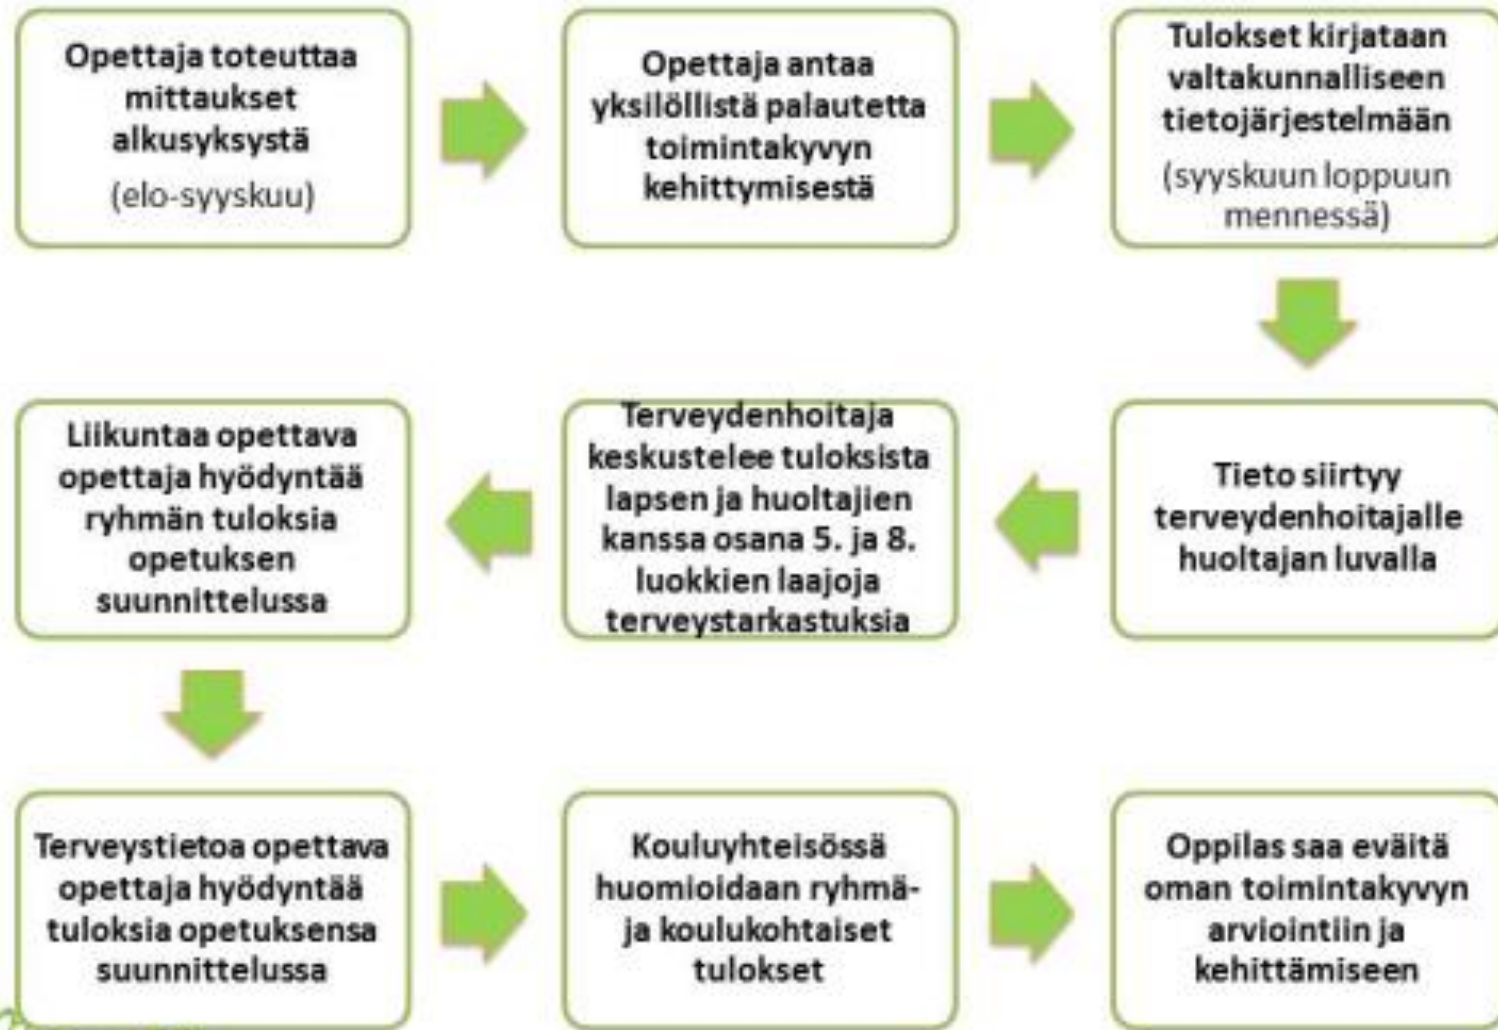 Opettaja toteuttaa
mittaukset
alkusyksystä
(elo-syyskuu)
Opettaja antaa
yksilöllistä palautetta
toimintakyvyn
kehittymisestä
Tulokset kirjataan
valtakunnalliseen
tietojärjestelmään
(syyskuun loppuun
mennessä)
Tieto siirtyy
terveydenhoitajalle
huoltajan luvalla
Terveydenhoitaja
keskustelee tuloksista
lapsen ja huoltajien
kanssa osana 5. ja 8.
luokkien laajoja
terveystarkastuksia
Liikuntaa opettava
opettaja hyödyntää
ryhmän tuloksia
opetuksen
suunnittelussa
Terveystietoa opettava
opettaja hyödyntää
tuloksia opetuksensa
suunnittelussa
Kouluyhteisössä
huomioidaan ryhmä-
ja koulukohtaiset
tulokset
Oppilas saa eväitä
oman toimintakyvyn
arviointiin ja
kehittämiseen